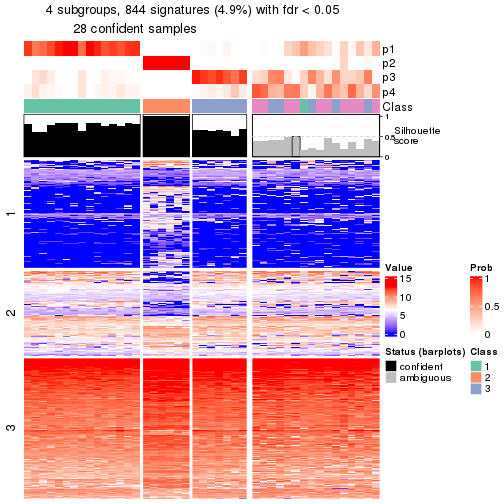 4 subgroups, 844 signatures (4.9%) with fdr < 0.05
28 confident samples
p1
p2
p3
p4
Class
1
0.5
0
Silhouette
score
1
2
3
Value
15
10
5
0
Prob
1
0.5
0
Status (barplots)
confident
ambiguous
Class
1
2
3